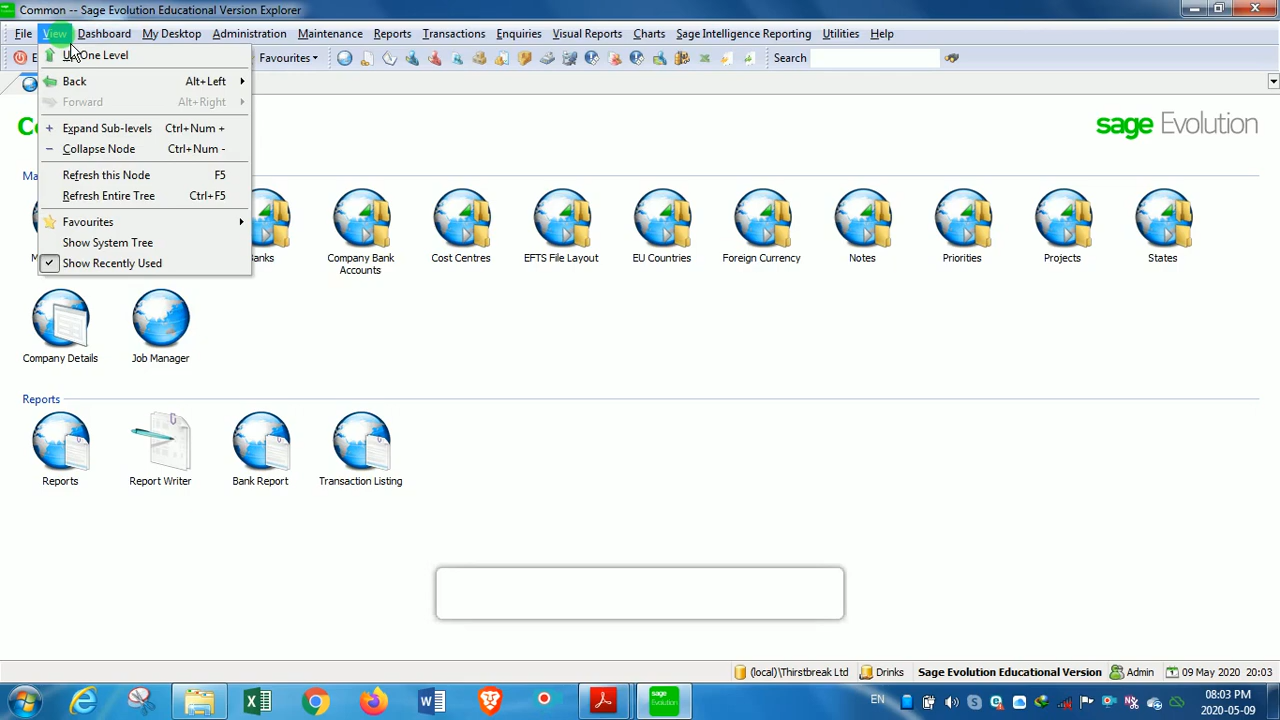 Common -- Sage Evolution Educational Version Explorer
File View Dashboard My Desktop Administration Maintenance Reports Transactions Enquiries Visual Reports Charts Sage Intelligence Reporting Utilities Help
Favourites Search
Up One Level
Back Alt+Left
Forward Alt+Right
Expand Sub-levels Ctrl+Num +
Collapse Node Ctrl+Num -
Refresh this Node F5
Refresh Entire Tree Ctrl+F5
Favourites
Show System Tree
Show Recently Used
sage Evolution
Company Bank Accounts
Cost Centres
EFTS File Layout
EU Countries
Foreign Currency
Notes
Priorities
Projects
States
Company Details
Job Manager
Reports
Reports
Report Writer
Bank Report
Transaction Listing
(local)\Thirstbreak Ltd Drinks Sage Evolution Educational Version Admin 09 May 2020 20:03
EN
08:03 PM
2020-05-09